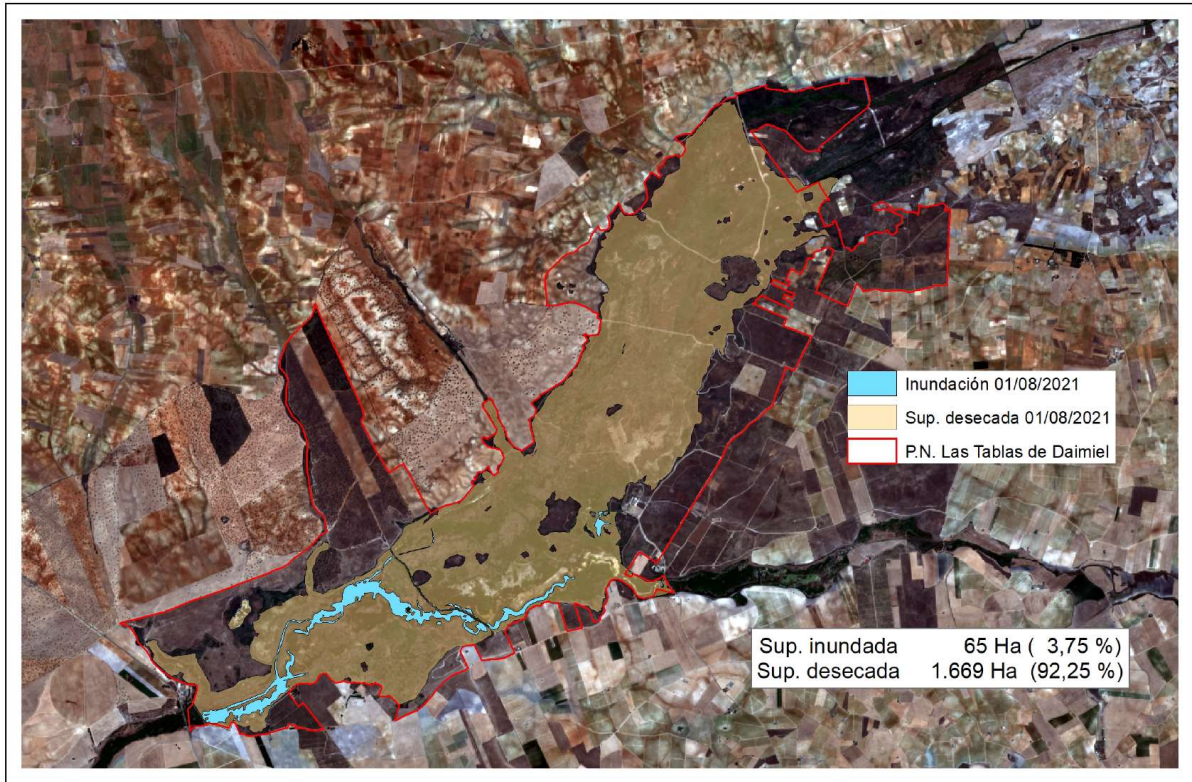 Inundación 01/08/2021
Sup. desecada 01/08/2021
P.N. Las Tablas de Daimiel
Sup. inundada 65 Ha ( 3,75 %)
Sup. desecada 1.669 Ha (92,25 %)